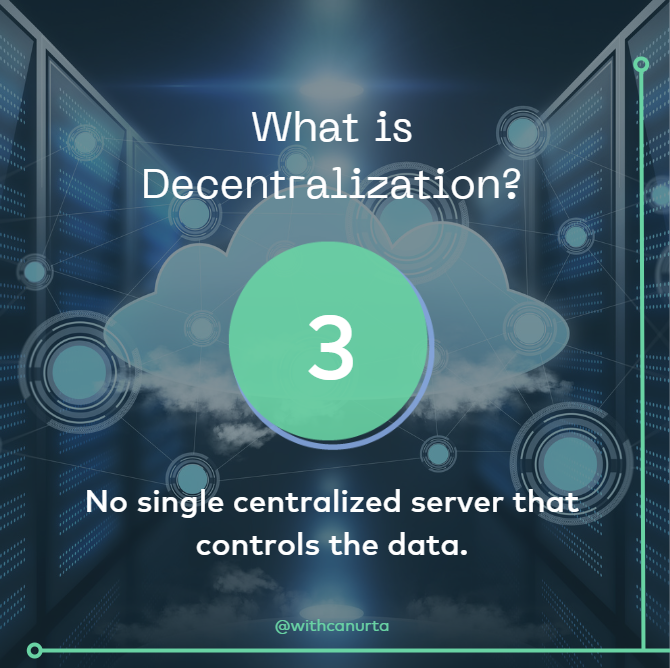 What is
Decentralization?
3
No single centralized server that
controls the data.
@withcanurta